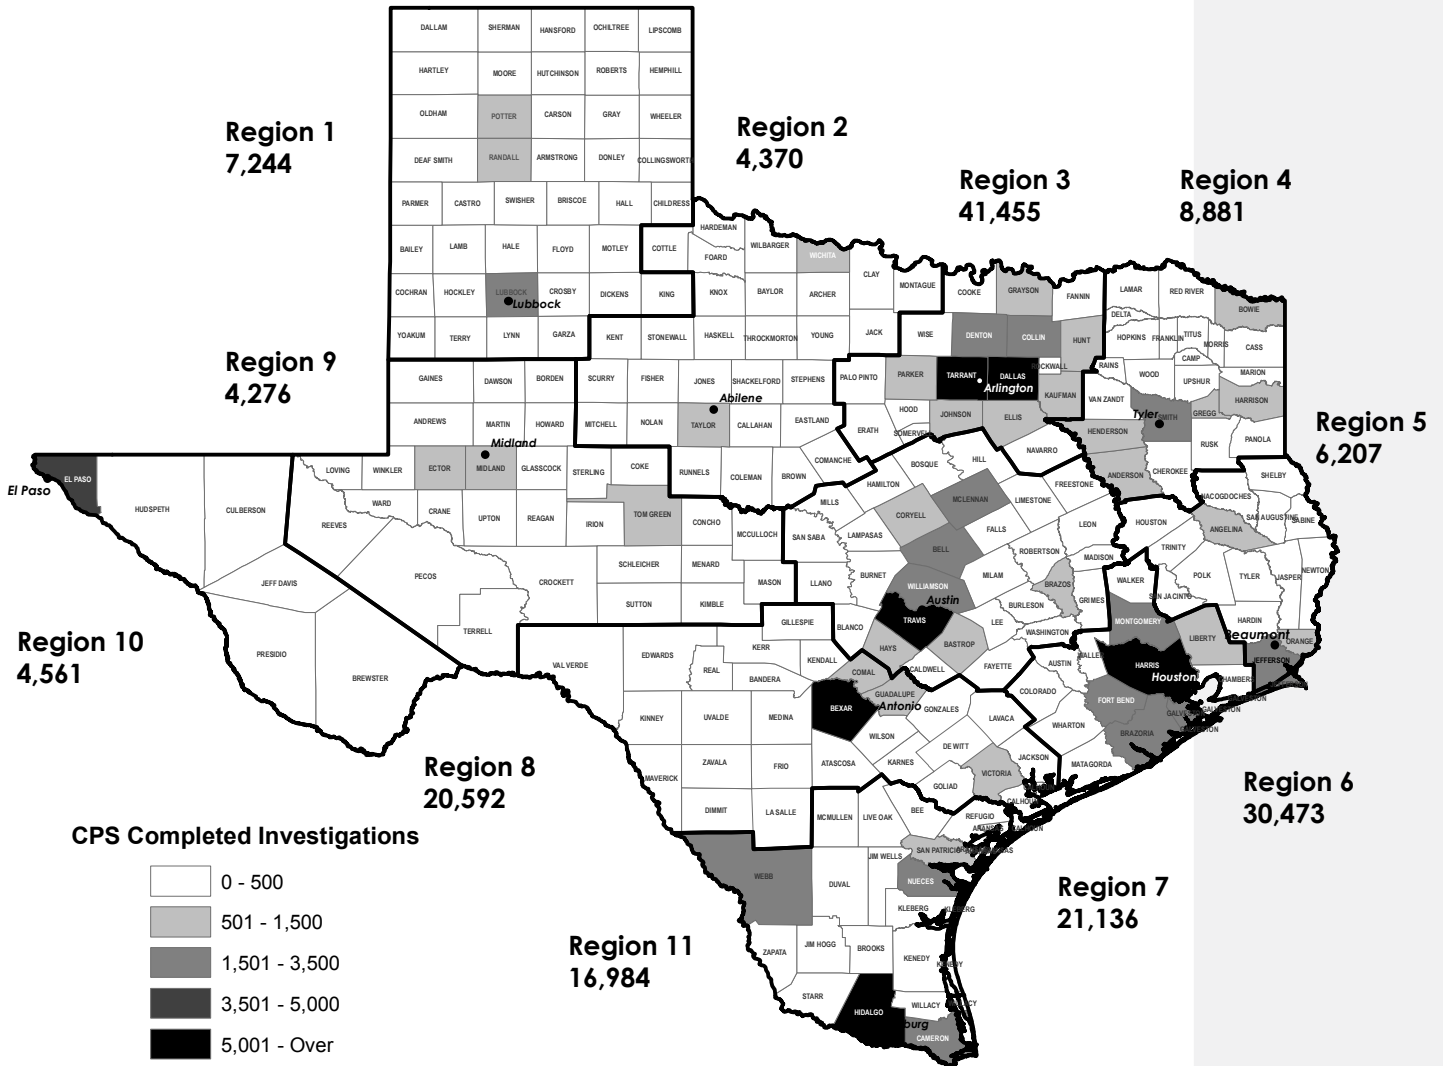 DALLAM SHERMAN HANSFORD OCHILTREE LIPSCOMB
HARTLEY MOORE HUTCHINSON ROBERTS HEMPHILL
OLDHAM POTTER CARSON GRAY WHEELER
Region 1
7,244
Region 2
4,370
DEAF SMITH RANDALL ARMSTRONG DONLEY COLLINGSWORTH
Region 3
41,455
Region 4
8,881
PARMER CASTRO SWISHER BRISCOE HALL CHILDRESS
BAILEY LAMB HALE FLOYD MOTLEY COTTLE HARDEMAN FOARD WILBARGER WICHITA CLAY MONTAGUE COOKE GRAYSON FANNIN LAMAR RED RIVER BOWIE
COCHRAN HOCKLEY LUBBOCK CROSBY DICKENS KING KNOX BAYLOR ARCHER
Lubbock
DELTA HOPKINS FRANKLIN TITUS MORRIS CASS
YOAKUM TERRY LYNN GARZA KENT STONEWALL HASKELL THROCKMORTON YOUNG JACK WISE DENTON COLLIN HUNT
Region 9
4,276
ROCKWALL RAINS WOOD CAMP UPSHUR MARION
GAINES DAWSON BORDEN SCURRY FISHER JONES SHACKELFORD STEPHENS PALO PINTO PARKER TARRANT DALLAS KAUFMAN VAN ZANDT SMITH GREGG HARRISON
Abilene
Arlington
Tyler
ANDREWS MARTIN HOWARD MITCHELL NOLAN TAYLOR CALLAHAN EASTLAND ERATH HOOD SOMERVELL JOHNSON ELLIS HENDERSON RUSK PANOLA
Region 5
6,207
Midland
El Paso
EL PASO HUDSPETH CULBERSON LOVING WINKLER ECTOR MIDLAND GLASSCOCK STERLING COKE RUNNELS COLEMAN BROWN COMANCHE BOSQUE HILL NAVARRO ANDERSON CHEROKEE NACOGDOCHES SHELBY
REEVES WARD CRANE UPTON REAGAN IRION TOM GREEN CONCHO MCCULLOCH MILLS HAMILTON CORYELL MCLENNAN LIMESTONE FREESTONE HOUSTON ANGELINA SAN AUGUSTINE SABINE
SAN SABA LAMPASAS BELL FALLS LEON ROBERTSON MADISON TRINITY
JEFF DAVIS PECOS CROCKETT SCHLEICHER MENARD MASON LLANO BURNET WILLIAMSON MILAM BRAZOS WALKER SAN JACINTO POLK TYLER JASPER NEWTON
Austin
SUTTON KIMBLE TRAVIS BURLESON GRIMES HARDIN
Region 10
4,561
PRESIDIO BREWSTER TERRELL VAL VERDE EDWARDS GILLESPIE KERR BLANCO HAYS BASTROP LEE WASHINGTON MONTGOMERY LIBERTY ORANGE
Beaumont
REAL BANDERA KENDALL COMAL CALDWELL FAYETTE AUSTIN WALLER HARRIS CHAMBERS JEFFERSON
Houston
KINNEY UVALDE MEDINA BEXAR GUADALUPE GONZALES LAVACA COLORADO FORT BEND GALVESTON
Antonio
WILSON WHARTON BRAZORIA
Region 8
20,592
MAVERICK ZAVALA FRIO ATASCOSA KARNES DE WITT JACKSON MATAGORDA
Region 6
30,473
DIMMIT LA SALLE MCMULLEN LIVE OAK BEE GOLIAD VICTORIA CALHOUN
REFUGIO
CPS Completed Investigations
0 - 500
501 - 1,500
1,501 - 3,500
3,501 - 5,000
5,001 - Over
WEBB DUVAL JIM WELLS SAN PATRICIO NUECES
Region 7
21,136
KLEBERG
Region 11
16,984
ZAPATA JIM HOGG BROOKS KENEDY
STARR HIDALGO WILLACY
burg
CAMERON